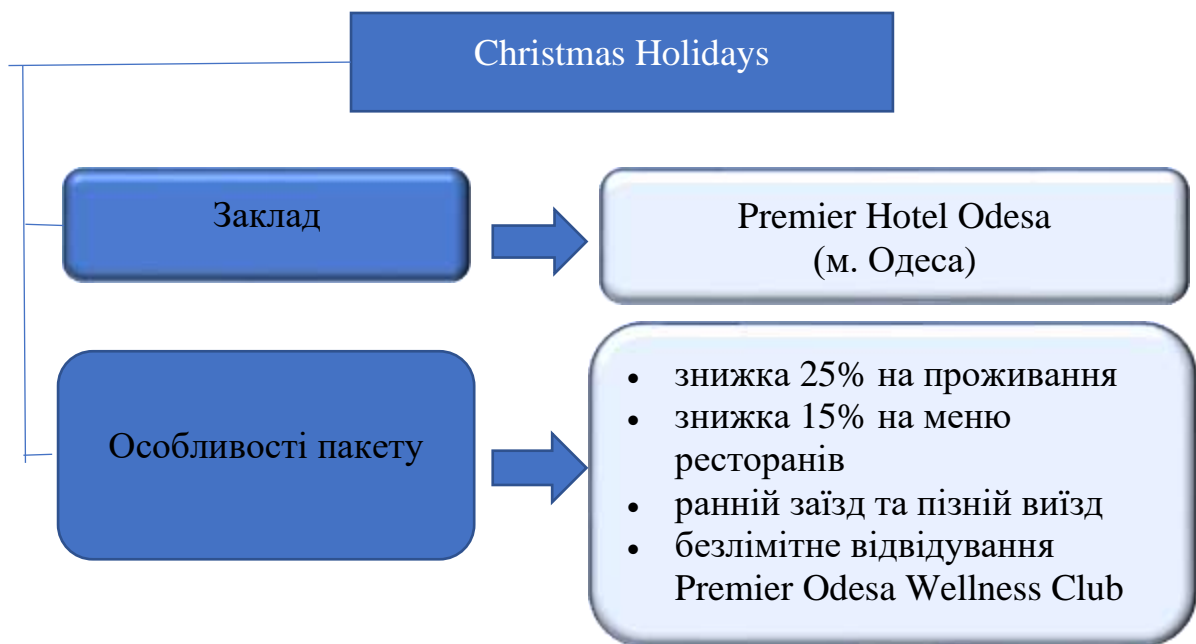 Christmas Holidays
Заклад
Premier Hotel Odesa
(м. Одеса)
Особливості пакету
• знижка 25% на проживання
• знижка 15% на меню
ресторанів
• ранній заїзд та пізній виїзд
• безлімітне відвідування
Premier Odesa Wellness Club